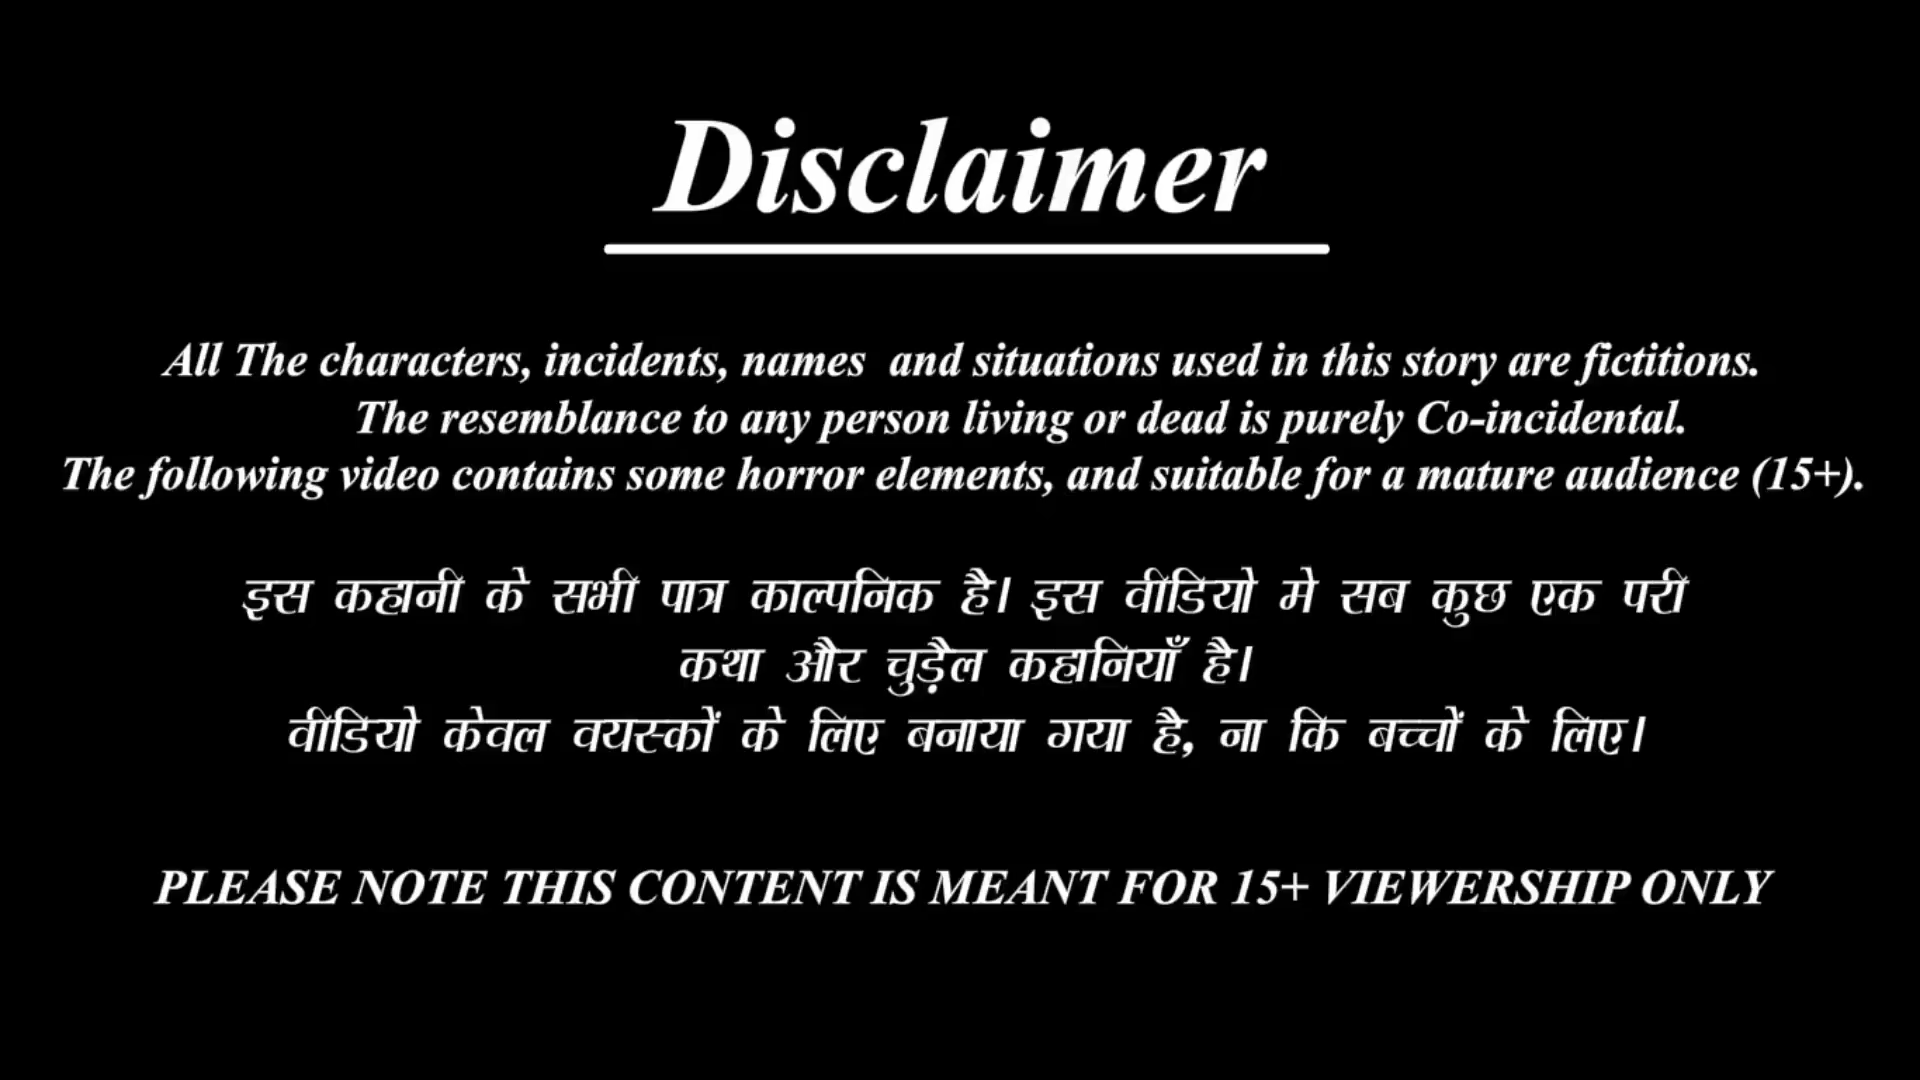 Disclaimer
All The characters, incidents, names and situations used in this story are fictitions.
The resemblance to any person living or dead is purely Co-incidental.
The following video contains some horror elements, and suitable for a mature audience (15+).
इस कहानी के सभी पात्र काल्पनिक है। इस वीडियो मे सब कुछ एक परी
कथा और चुड़ैल कहानियाँ है।
वीडियो केवल वयस्कों के लिए बनाया गया है, ना कि बच्चों के लिए।
PLEASE NOTE THIS CONTENT IS MEANT FOR 15+ VIEWERSHIP ONLY